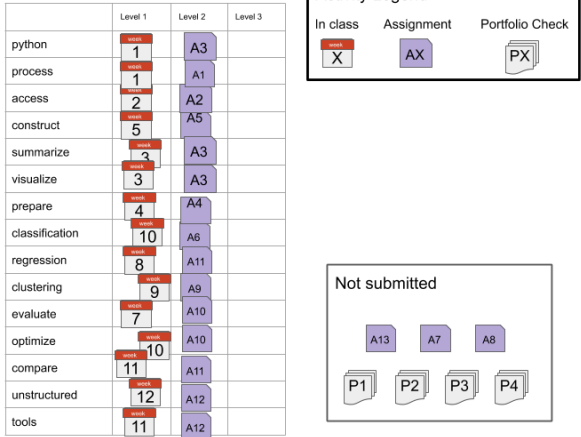 Level 1 Level 2 Level 3
In class Assignment Portfolio Check
week
X AX PX
python week 1 A3
process week 1 A1
access week 2 A2
construct week 5 A5
summarize week 3 A3
visualize week 3 A3
prepare week 4 A4
classification week 10 A6
regression week 8 A11
clustering week 9 A9
evaluate week 7 A10
optimize week 10 A10
compare week 11 A11
unstructured week 12 A12
tools week 11 A12
Not submitted
A13 A7 A8
P1 P2 P3 P4